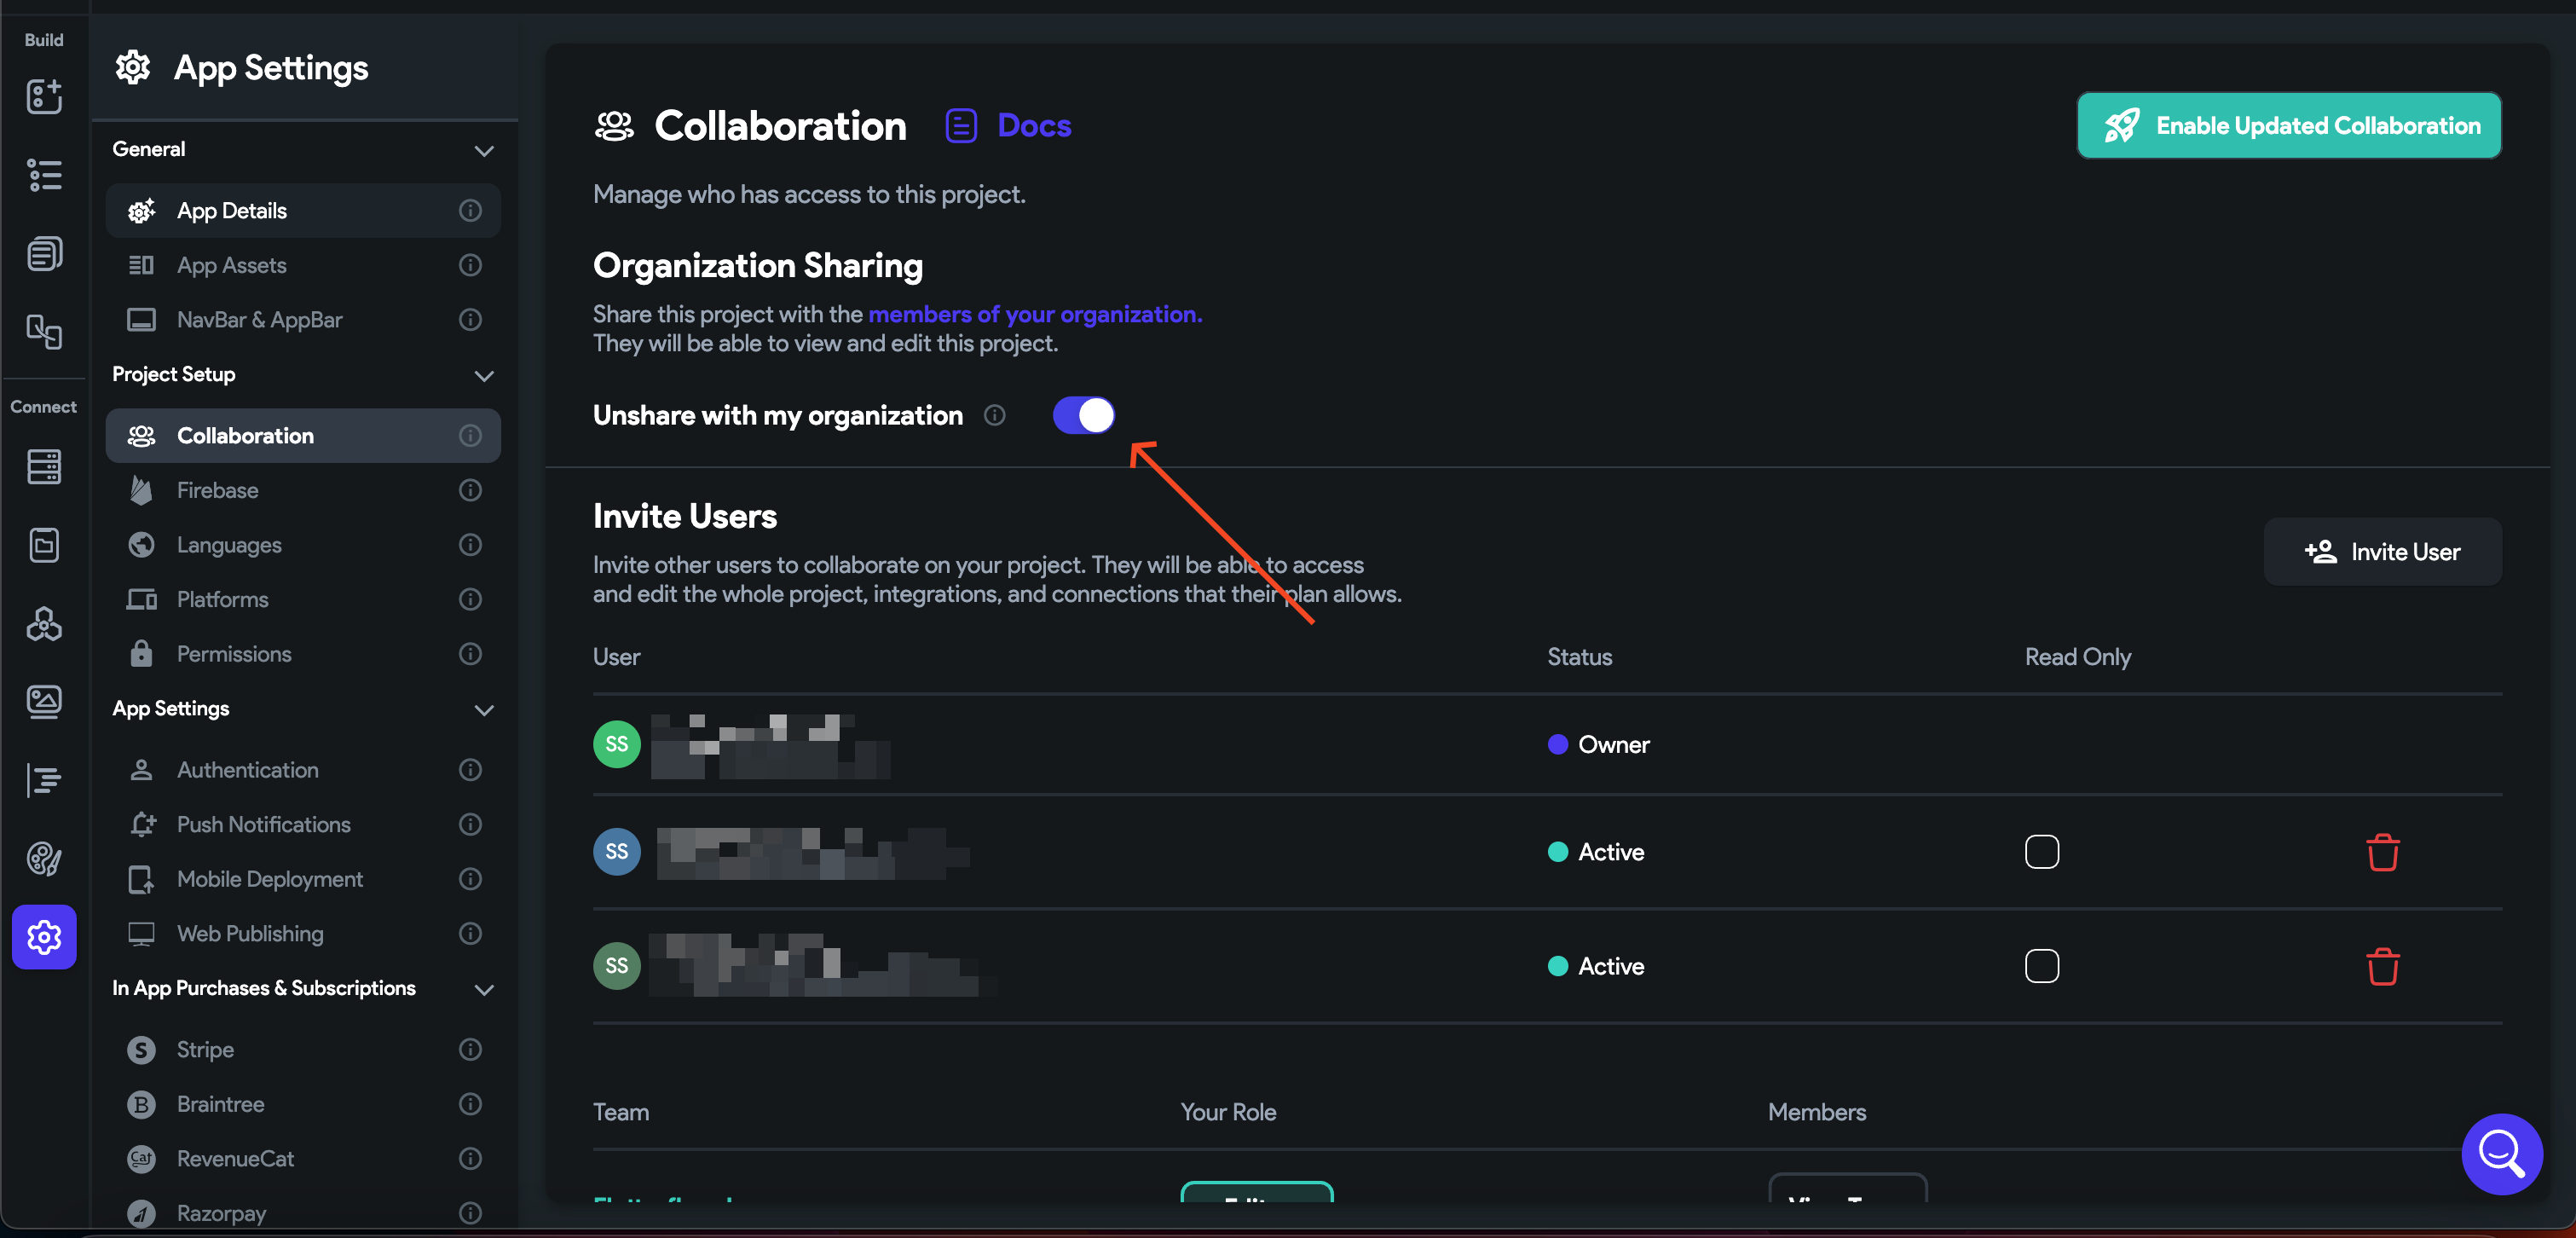 Build
Connect
App Settings
General
App Details
App Assets
NavBar & AppBar
Project Setup
Collaboration
Firebase
Languages
Platforms
Permissions
App Settings
Authentication
Push Notifications
Mobile Deployment
Web Publishing
In App Purchases & Subscriptions
S Stripe
B Braintree
Cat RevenueCat
Razorpay
Collaboration Docs
Enable Updated Collaboration
Manage who has access to this project.
Organization Sharing
Share this project with the members of your organization.
They will be able to view and edit this project.
Unshare with my organization
Invite Users
Invite User
Invite other users to collaborate on your project. They will be able to access
and edit the whole project, integrations, and connections that their plan allows.
User Status Read Only
SS Owner
SS Active
SS Active
Team Your Role Members